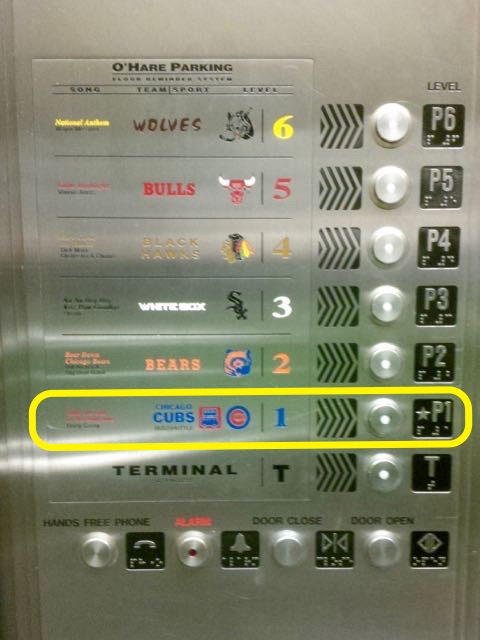 O'HARE PARKING
FLOOR REMINDER SYSTEM
SONG TEAM SPORT LEVEL
LEVEL
National Anthem
WOLVES 6 P6
BULLS 5 P5
BLACK HAWKS 4 P4
WHITE SOX 3 P3
Bear Down
Chicago Bears
BEARS 2 P2
CHICAGO
CUBS 1 ★P1
TERMINAL T T
HANDS FREE PHONE ALARM DOOR CLOSE DOOR OPEN